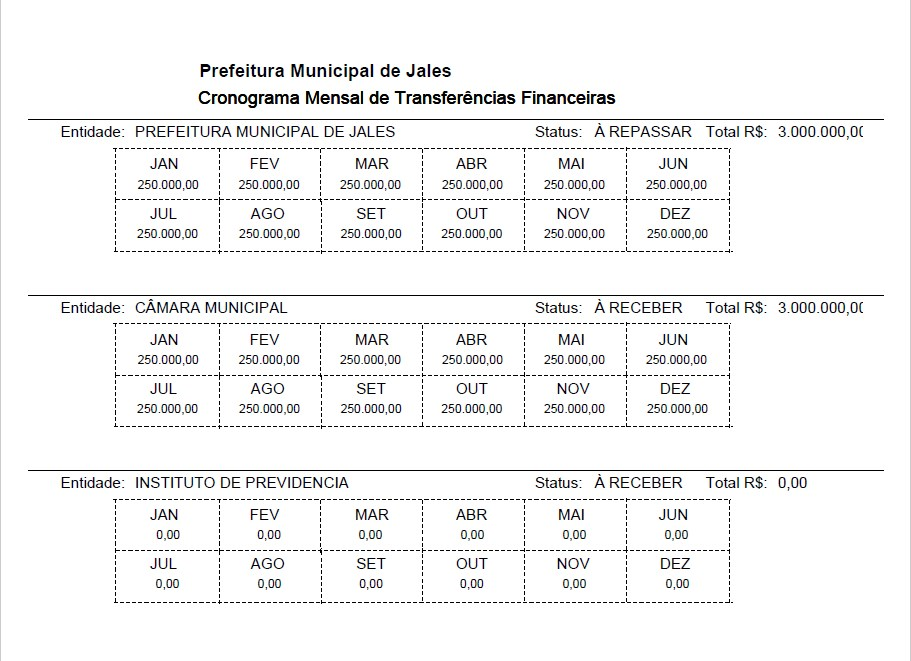 Prefeitura Municipal de Jales
Cronograma Mensal de Transferências Financeiras
Entidade: PREFEITURA MUNICIPAL DE JALES Status: À REPASSAR Total R$: 3.000.000,00
JAN FEV MAR ABR MAI JUN
250.000,00 250.000,00 250.000,00 250.000,00 250.000,00 250.000,00
JUL AGO SET OUT NOV DEZ
250.000,00 250.000,00 250.000,00 250.000,00 250.000,00 250.000,00
Entidade: CÂMARA MUNICIPAL Status: À RECEBER Total R$: 3.000.000,00
JAN FEV MAR ABR MAI JUN
250.000,00 250.000,00 250.000,00 250.000,00 250.000,00 250.000,00
JUL AGO SET OUT NOV DEZ
250.000,00 250.000,00 250.000,00 250.000,00 250.000,00 250.000,00
Entidade: INSTITUTO DE PREVIDENCIA Status: À RECEBER Total R$: 0,00
JAN FEV MAR ABR MAI JUN
0,00 0,00 0,00 0,00 0,00 0,00
JUL AGO SET OUT NOV DEZ
0,00 0,00 0,00 0,00 0,00 0,00